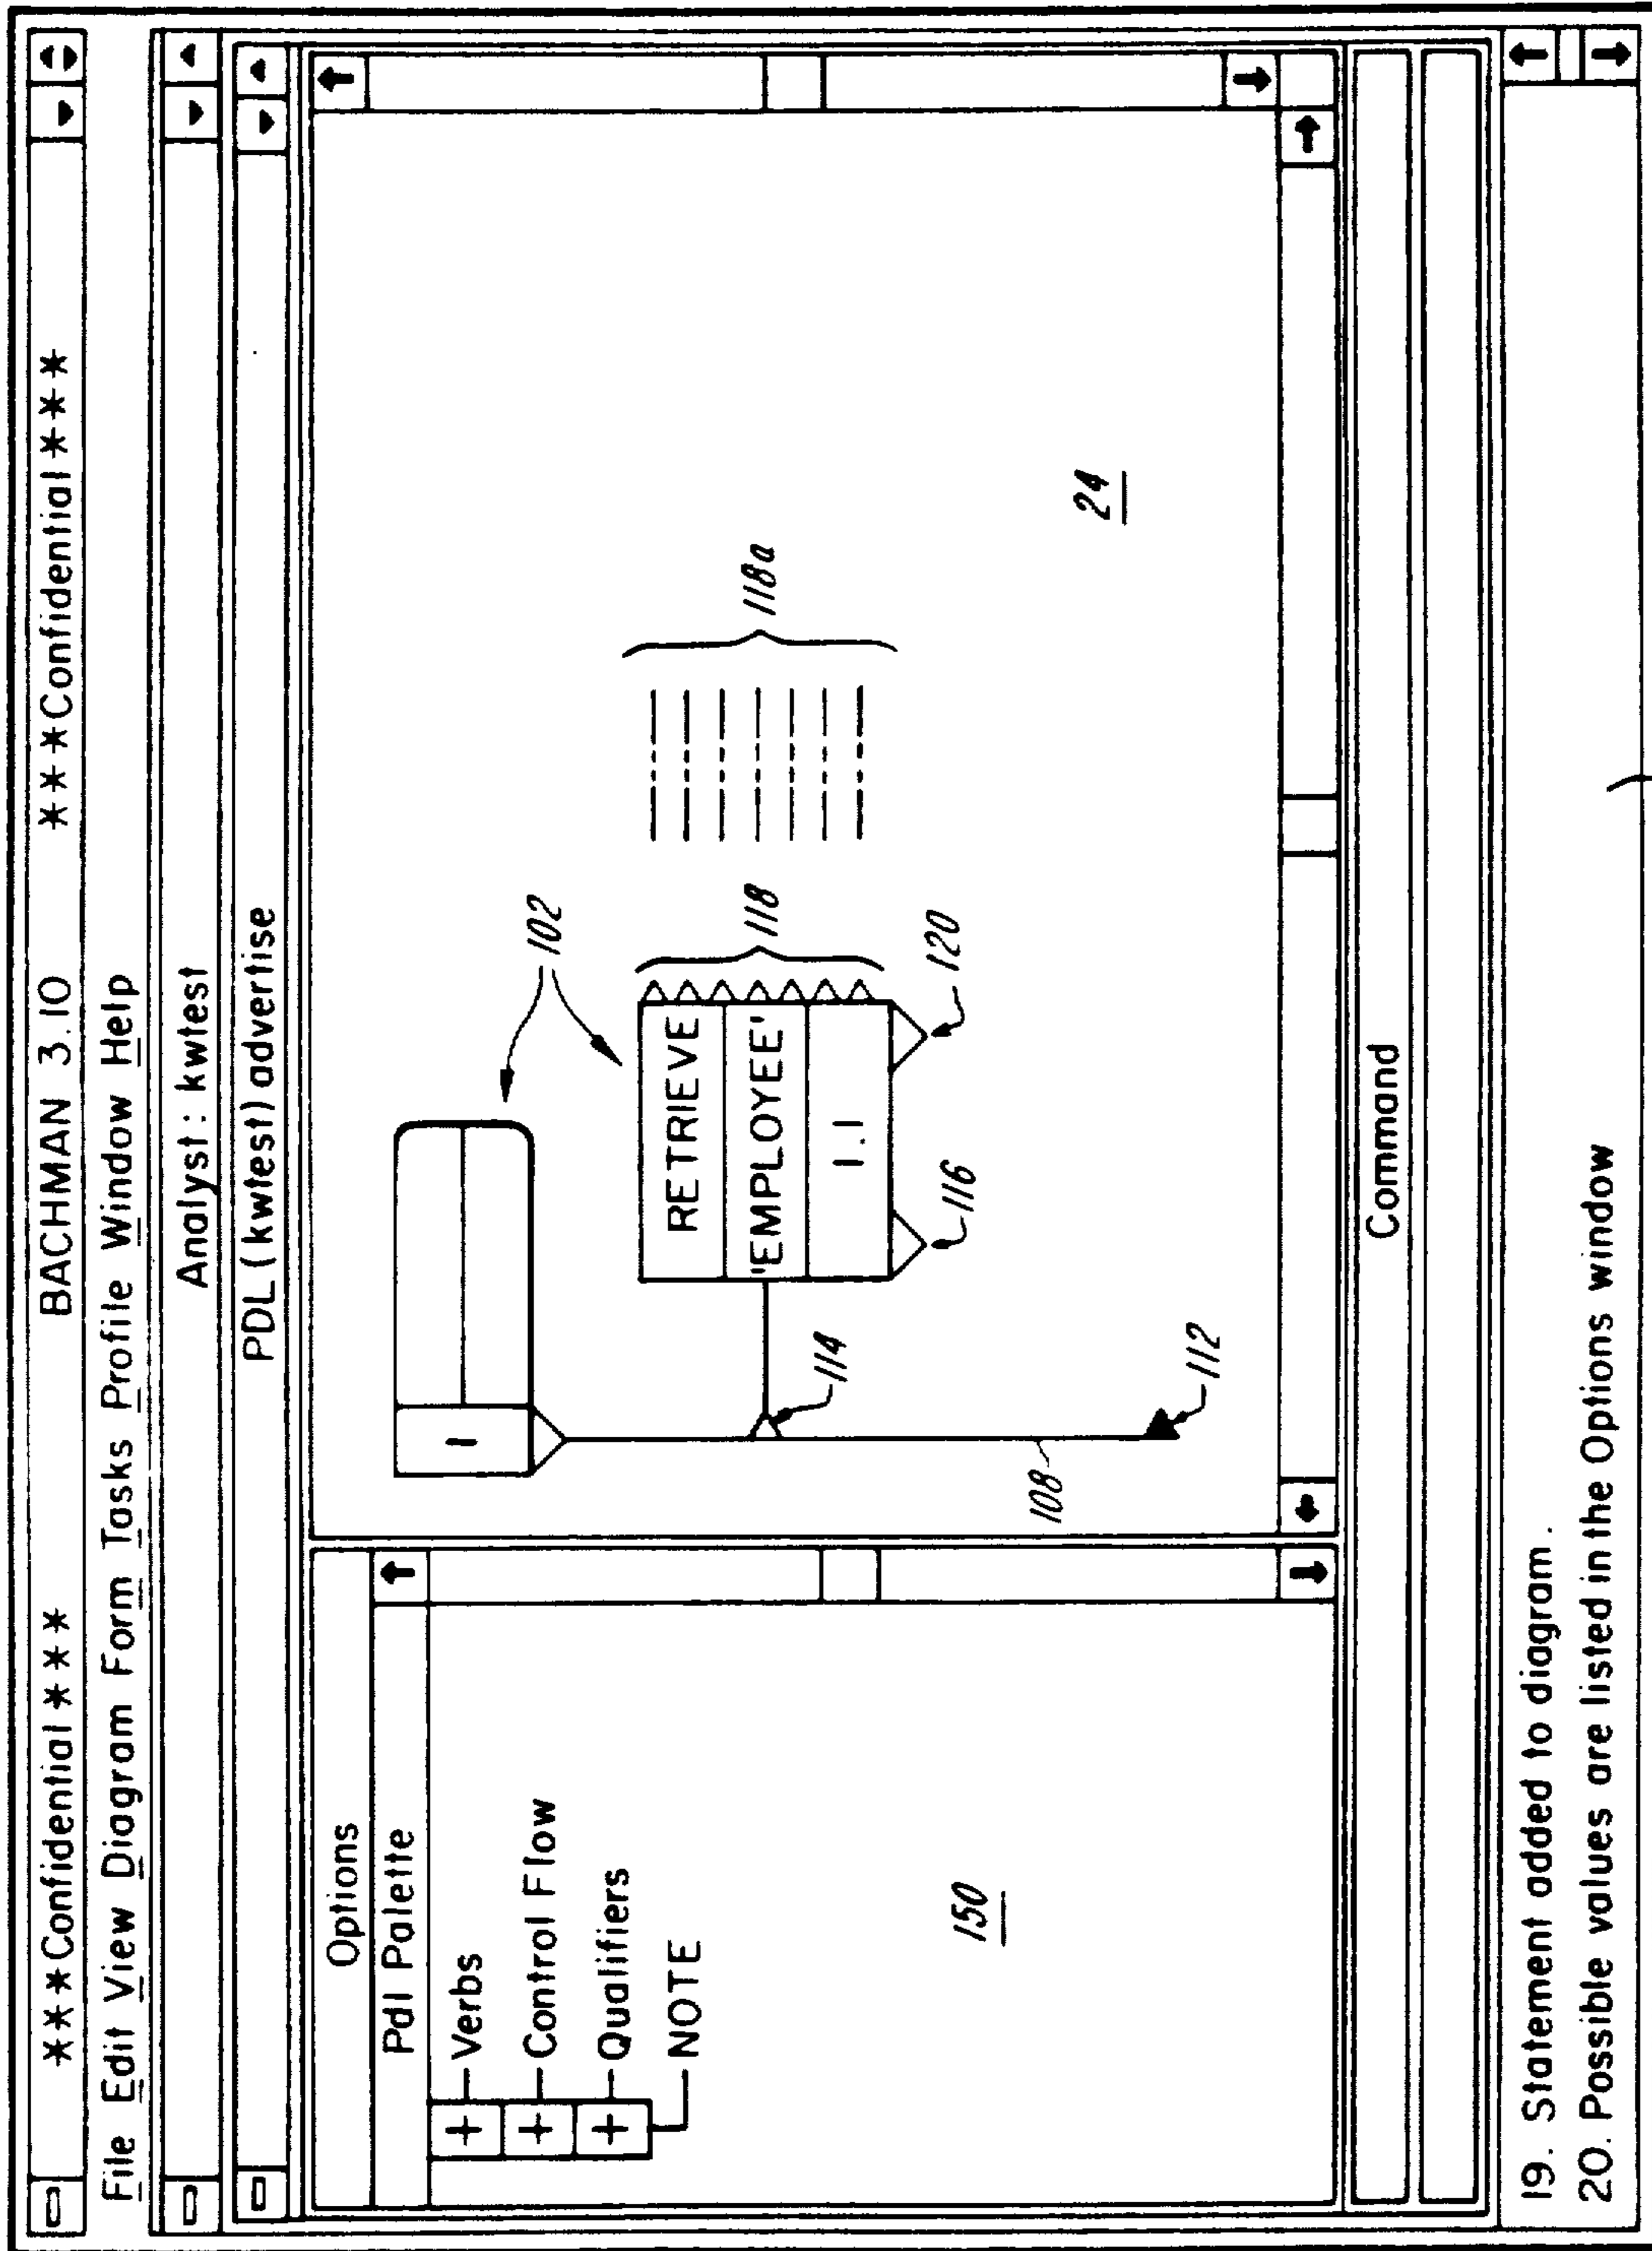 ***Confidential*** BACHMAN 3.10 ***Confidential***
File Edit View Diagram Form Tasks Profile Window Help
Analyst: kwtest
PDL (kwtest) advertise
Options
Pdl Palette
+ Verbs
+ Control Flow
+ Qualifiers
NOTE
150
1
102
RETRIEVE
'EMPLOYEE'
1.1
118
118a
114
116
120
108
112
24
Command
19. Statement added to diagram.
20. Possible values are listed in the Options window